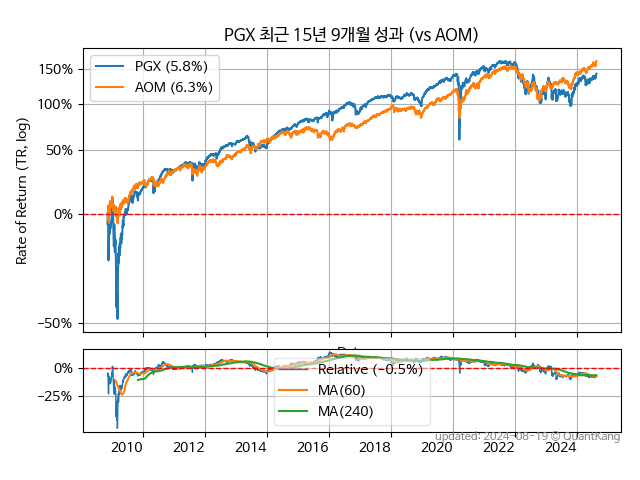 PGX 최근 15년 9개월 성과 (vs AOM)
150%
100%
50%
0%
−50%
Rate of Return (TR, log)
PGX (5.8%)
AOM (6.3%)
0%
−25%
Relative (−0.5%)
MA(60)
MA(240)
2010 2012 2014 2016 2018 2020 2022 2024
updated: 2024-08-19 © QuantKang